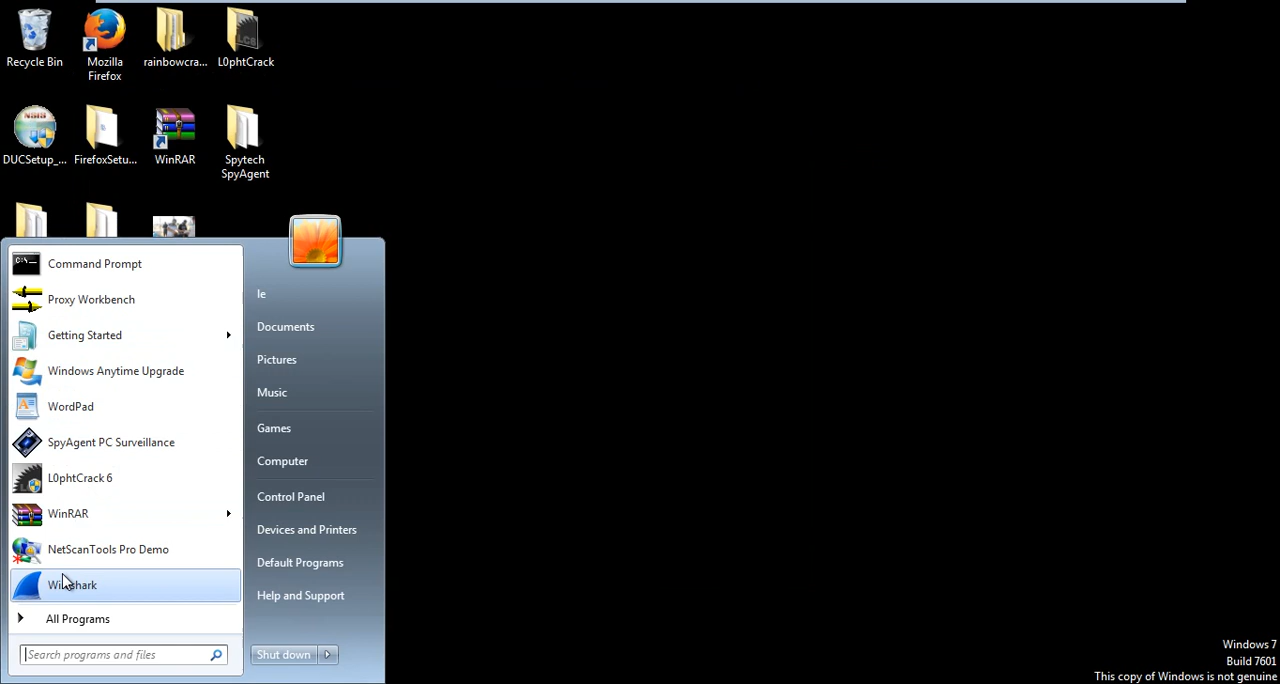 Recycle Bin
Mozilla
Firefox
rainbowcra...
L0phtCrack
DUCSetup_...
FirefoxSetu...
WinRAR
Spytech
SpyAgent
Command Prompt
Proxy Workbench
Getting Started
Windows Anytime Upgrade
WordPad
SpyAgent PC Surveillance
L0phtCrack 6
WinRAR
NetScanTools Pro Demo
Wireshark
All Programs
Search programs and files
le
Documents
Pictures
Music
Games
Computer
Control Panel
Devices and Printers
Default Programs
Help and Support
Shut down
Windows 7
Build 7601
This copy of Windows is not genuine